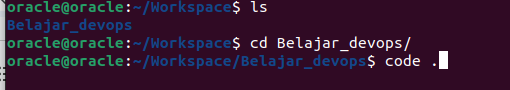 oracle@oracle:~/Workspace$ ls
Belajar_devops
oracle@oracle:~/Workspace$ cd Belajar_devops/
oracle@oracle:~/Workspace/Belajar_devops$ code .